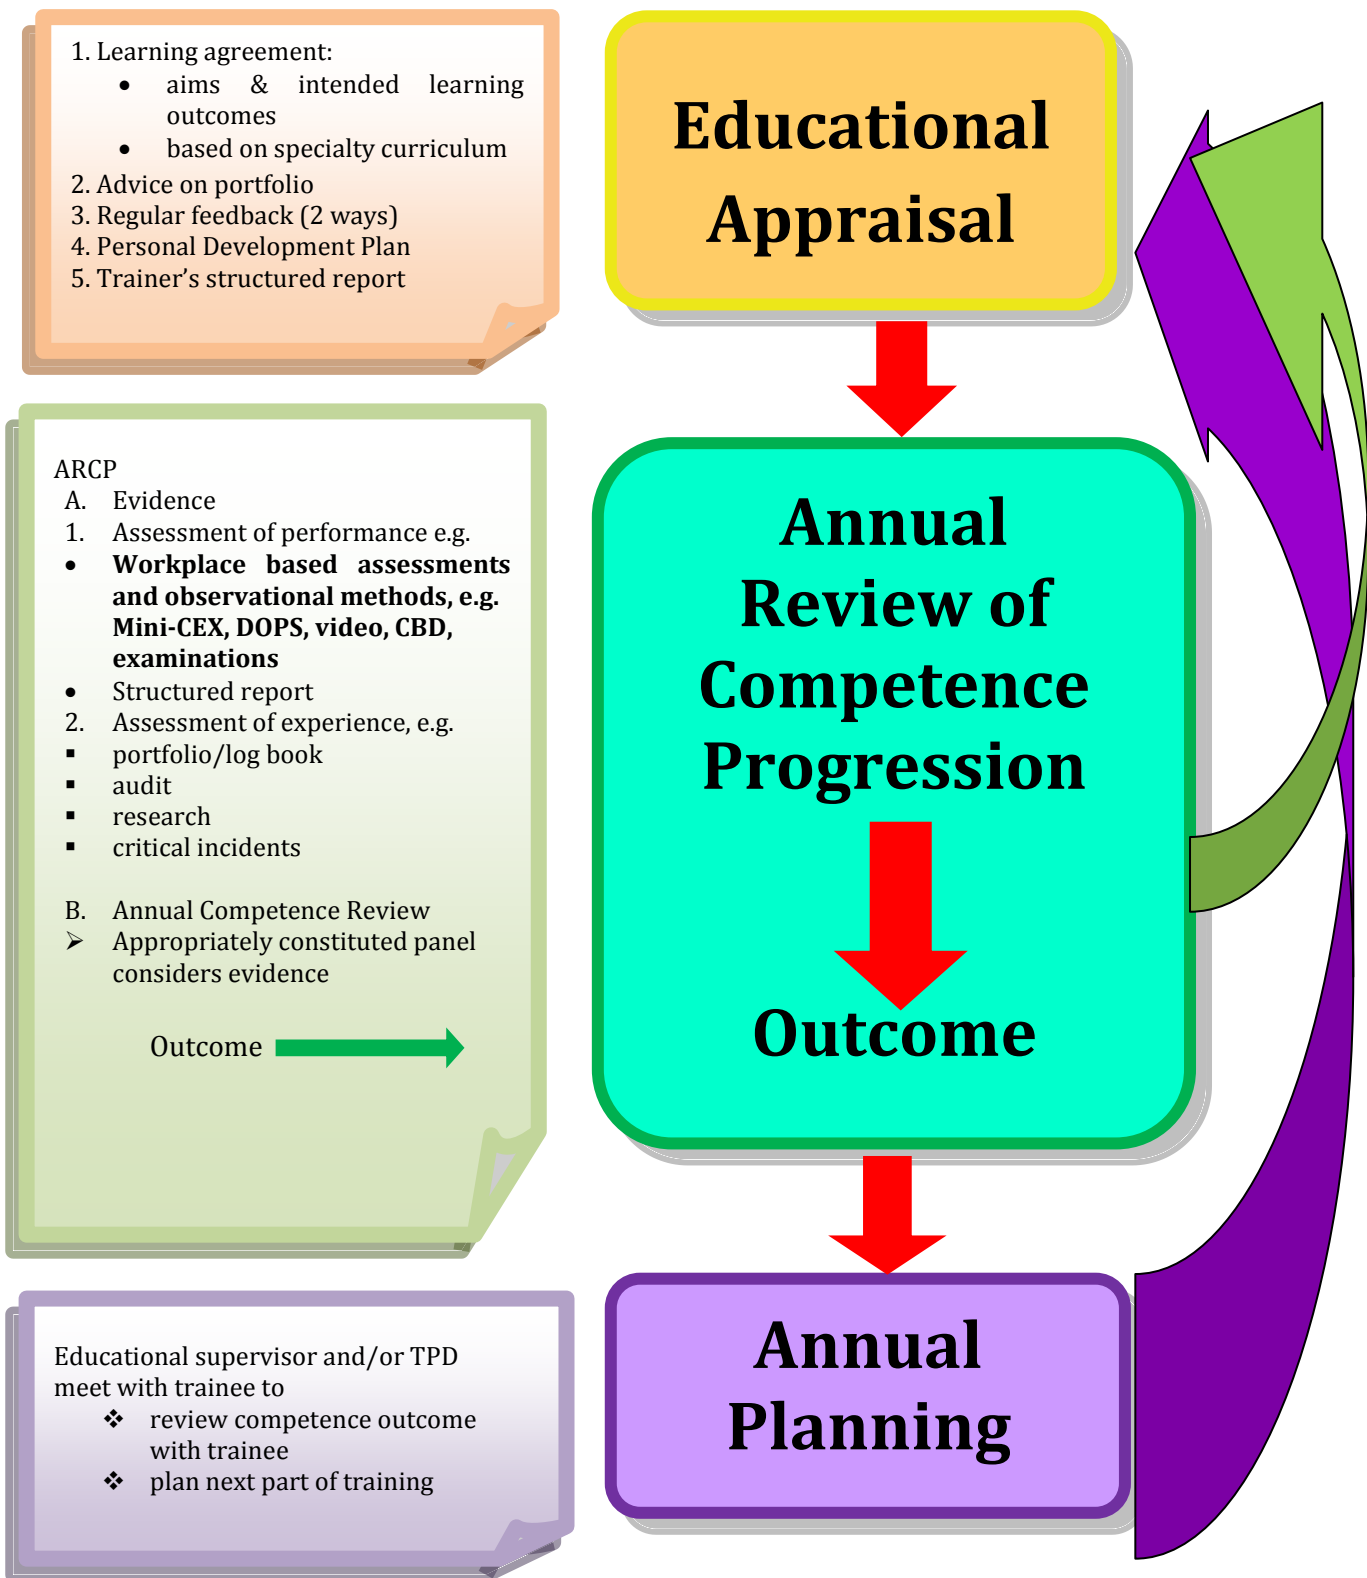 1. Learning agreement:
• aims & intended learning
outcomes
• based on specialty curriculum
2. Advice on portfolio
3. Regular feedback (2 ways)
4. Personal Development Plan
5. Trainer’s structured report
Educational
Appraisal
ARCP
A. Evidence
1. Assessment of performance e.g.
• Workplace based assessments
and observational methods, e.g.
Mini-CEX, DOPS, video, CBD,
examinations
• Structured report
2. Assessment of experience, e.g.
▪ portfolio/log book
▪ audit
▪ research
▪ critical incidents
B. Annual Competence Review
➢ Appropriately constituted panel
considers evidence
Outcome
Annual
Review of
Competence
Progression
Outcome
Educational supervisor and/or TPD
meet with trainee to
❖ review competence outcome
with trainee
❖ plan next part of training
Annual
Planning